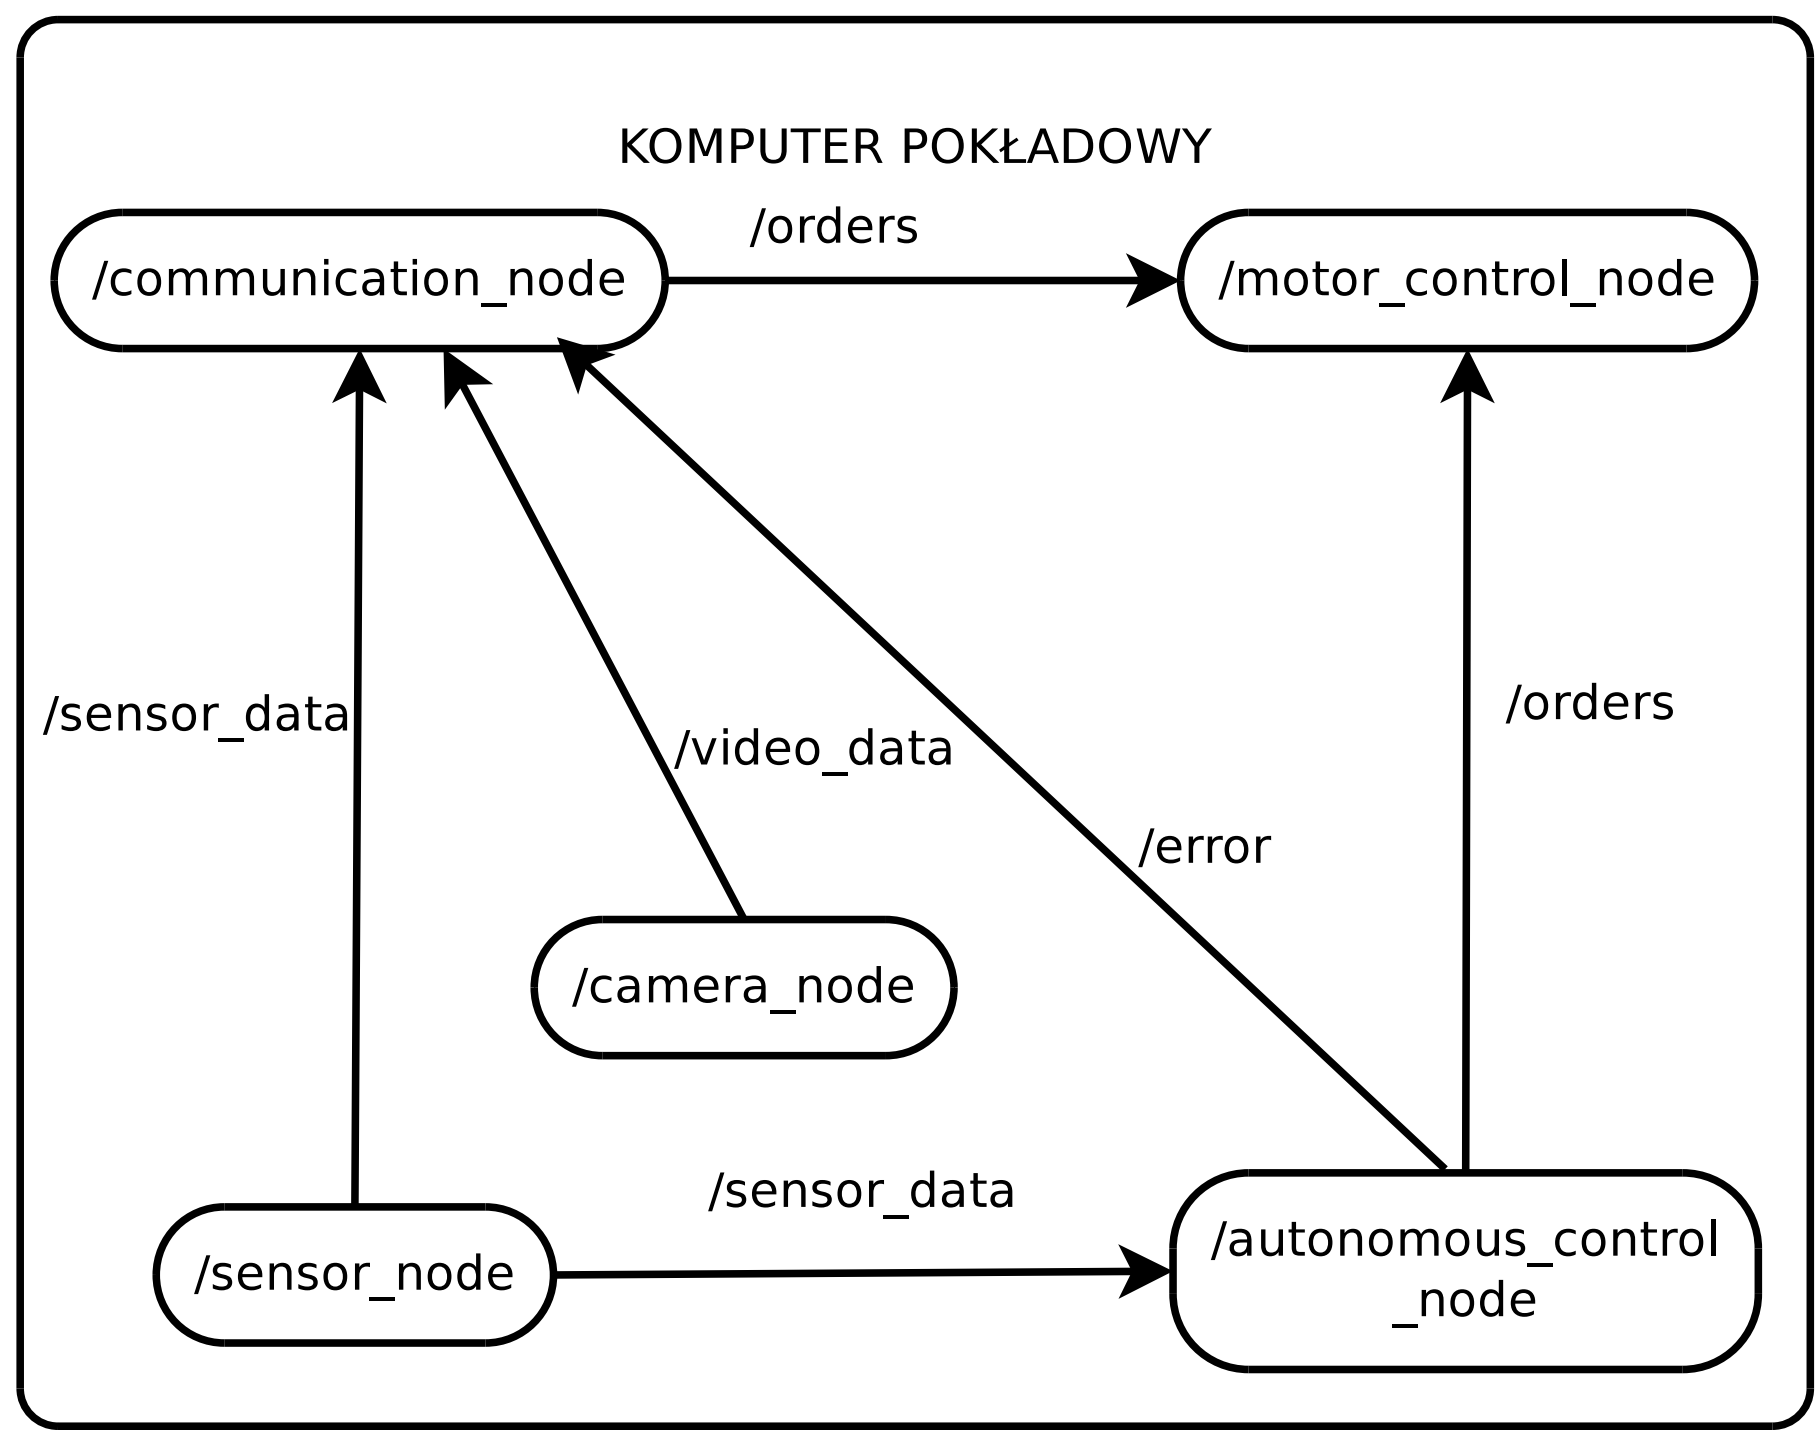 KOMPUTER POKŁADOWY
/orders
/communication_node
/motor_control_node
/sensor_data
/video_data
/orders
/error
/camera_node
/sensor_data
/sensor_node
/autonomous_control
_node